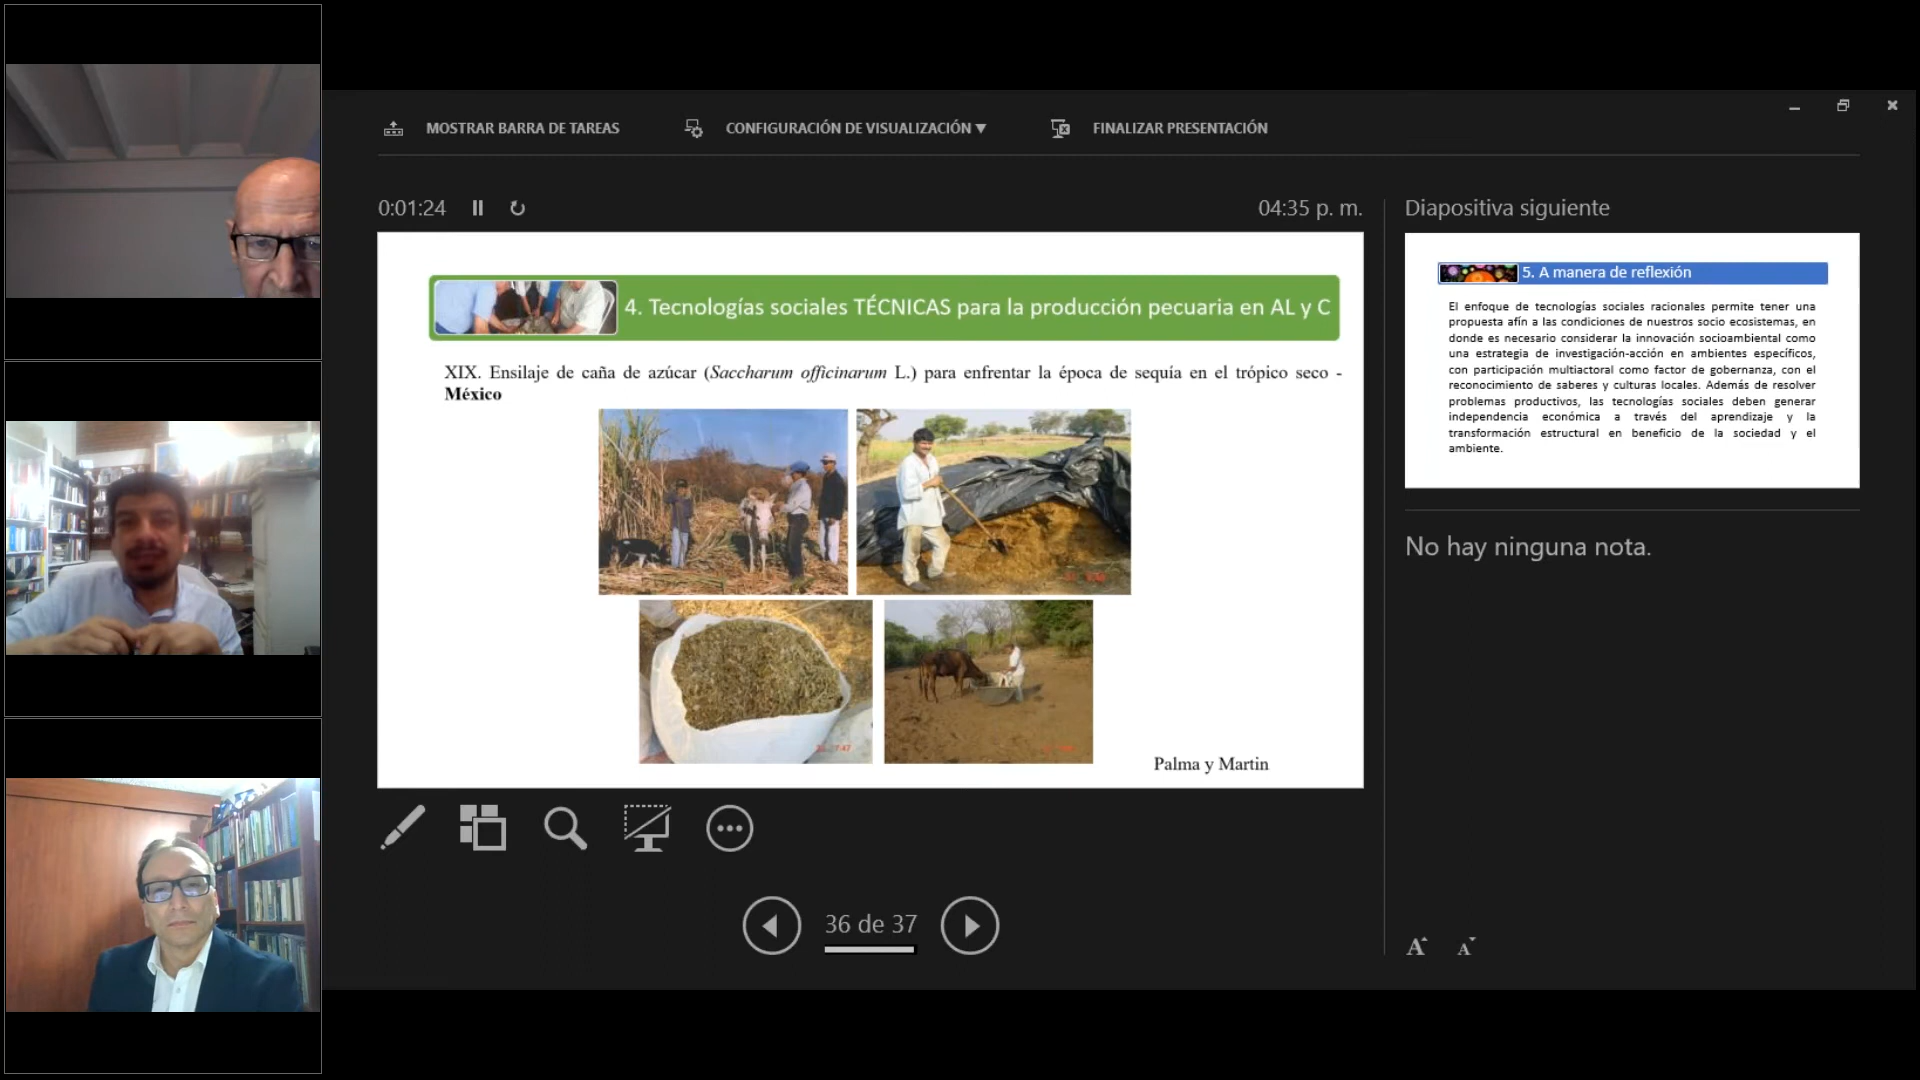 MOSTRAR BARRA DE TAREAS
CONFIGURACIÓN DE VISUALIZACIÓN ▼
FINALIZAR PRESENTACIÓN
0:01:24
04:35 p. m.
4. Tecnologías sociales TÉCNICAS para la producción pecuaria en AL y C
XIX. Ensilaje de caña de azúcar (Saccharum officinarum L.) para enfrentar la época de sequía en el trópico seco -
México
Palma y Martin
36 de 37
Diapositiva siguiente
5. A manera de reflexión
El enfoque de tecnologías sociales racionales permite tener una
propuesta afín a las condiciones de nuestros socio ecosistemas, en
donde es necesario considerar la innovación socioambiental como
una estrategia de investigación-acción en ambientes específicos,
con participación multiactoral como factor de gobernanza, con el
reconocimiento de saberes y culturas locales. Además de resolver
problemas productivos, las tecnologías sociales deben generar
independencia económica a través del aprendizaje y la
transformación estructural en beneficio de la sociedad y el
ambiente.
No hay ninguna nota.
A A